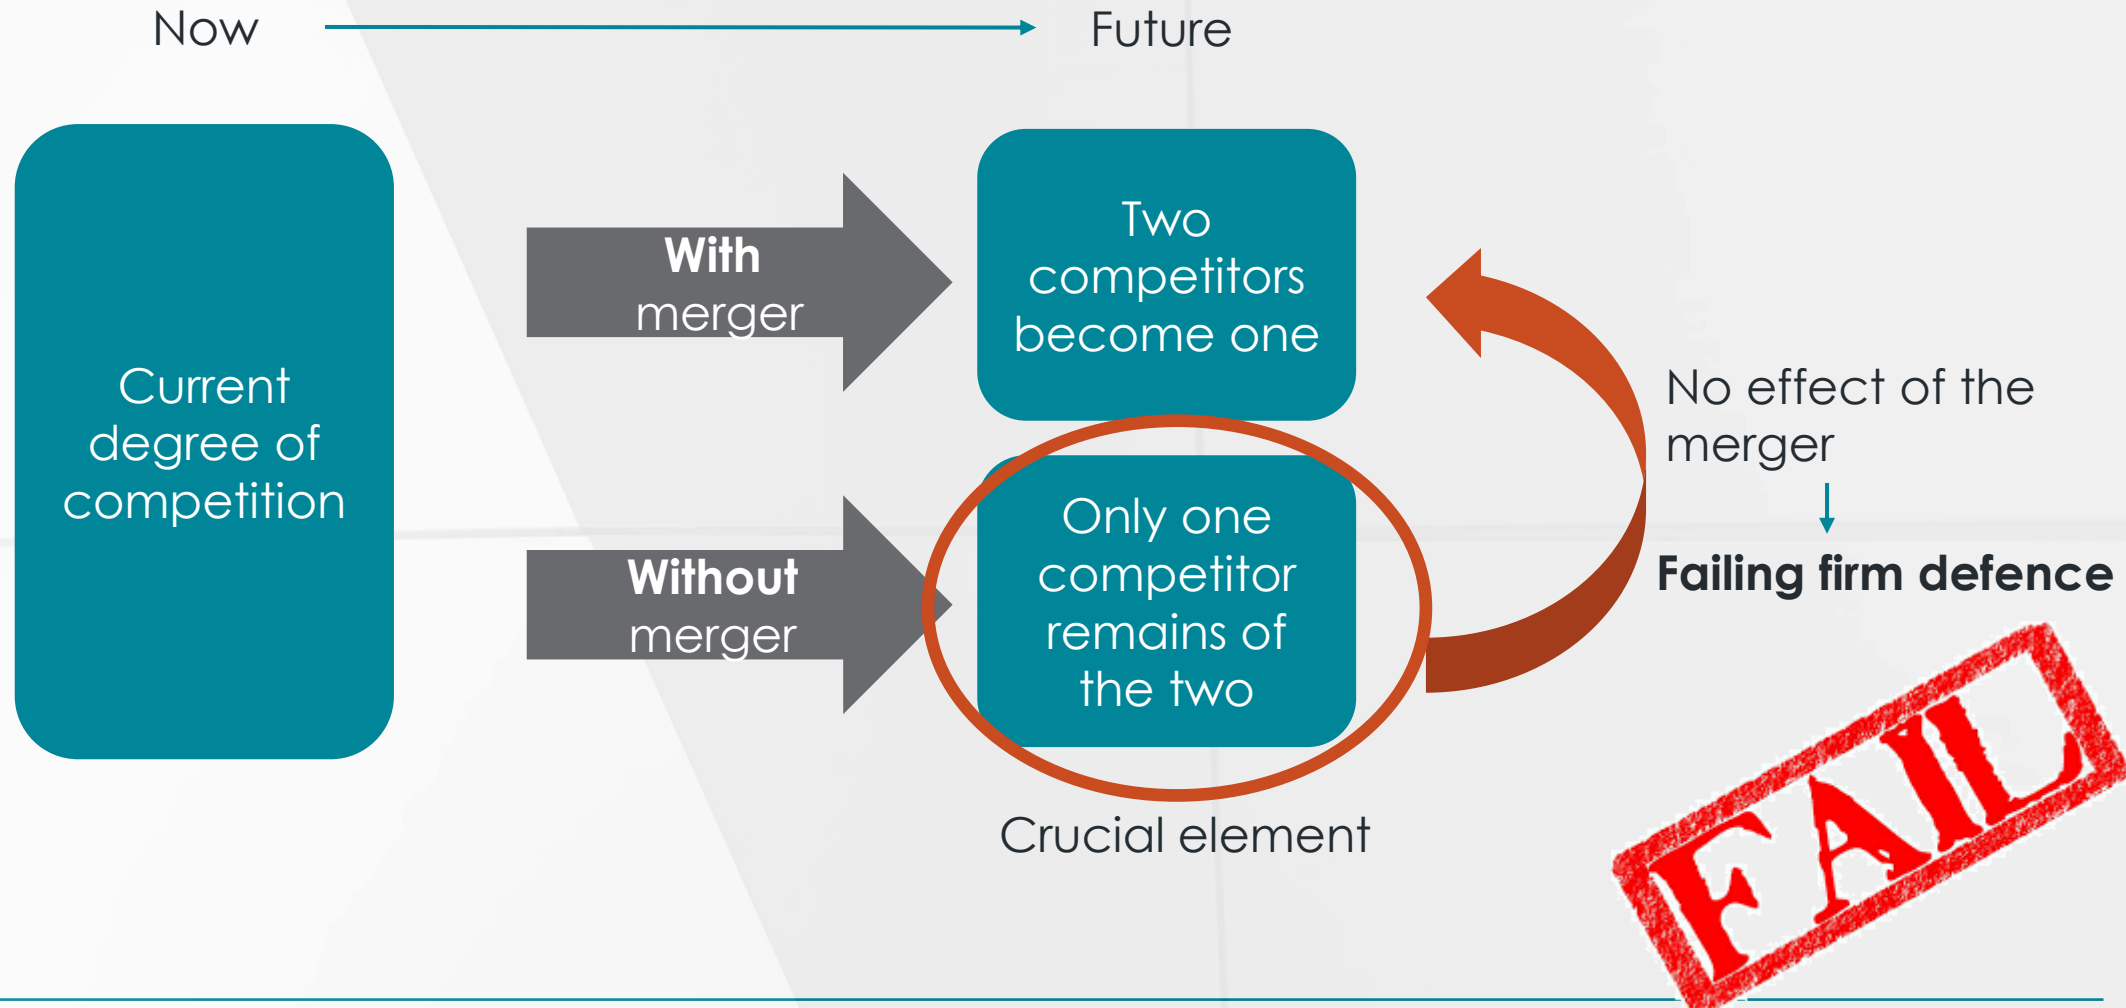 Now
Future
Current
degree of
competition
With
merger
Two
competitors
become one
Without
merger
Only one
competitor
remains of
the two
Crucial element
No effect of the
merger
Failing firm defence
FAIL